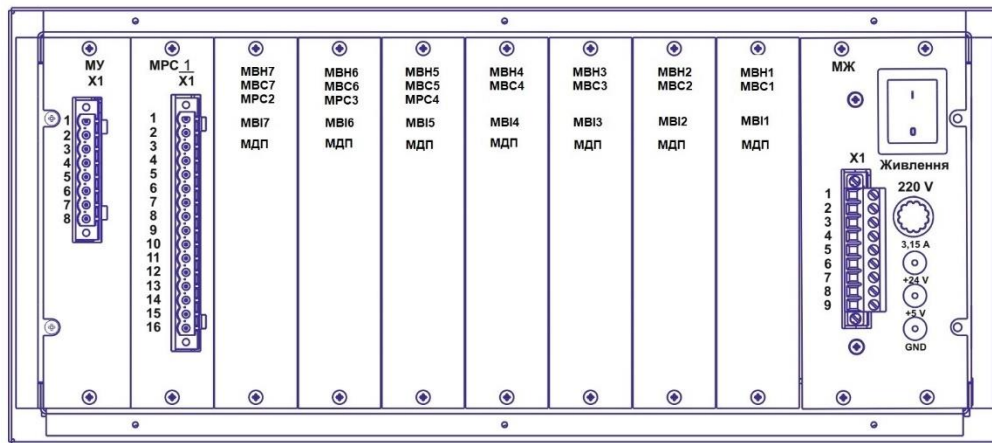 МУ
X1
1
2
3
4
5
6
7
8
МРС 1
X1
1
2
3
4
5
6
7
8
9
10
11
12
13
14
15
16
МВН7
МВС7
МРС2
МВІ7
МДП
МВН6
МВС6
МРС3
МВІ6
МДП
МВН5
МВС5
МРС4
МВІ5
МДП
МВН4
МВС4
МВІ4
МДП
МВН3
МВС3
МВІ3
МДП
МВН2
МВС2
МВІ2
МДП
МВН1
МВС1
МВІ1
МДП
МЖ
I
0
Живлення
X1
1
2
3
4
5
6
7
8
9
220 V
3,15 A
+24 V
+5 V
GND